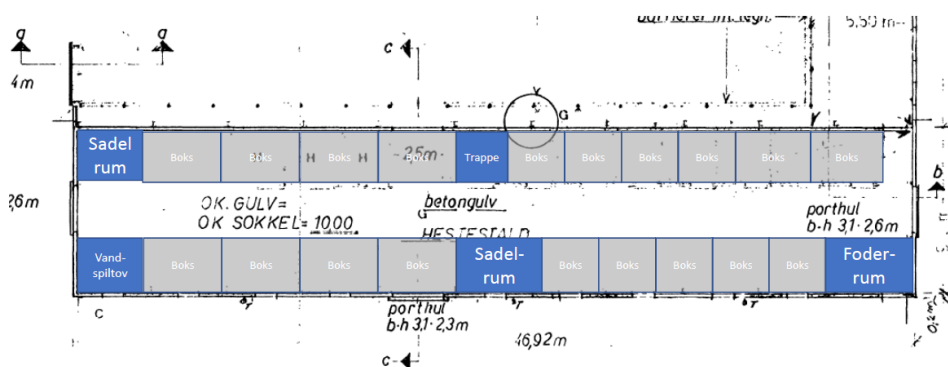 a
a
c
5,50 m
4m
G
Sadel
rum
Boks
Boks
H
Boks
H
Boks
Trappe
Boks
Boks
Boks
Boks
Boks
Boks
b
OK. GULV=
OK SOKKEL= 10,00
betongulv
G
HESTESTALD
porthul
b·h 3,1·2,6m
Vand-
spiltov
Boks
Boks
Boks
Boks
Sadel-
rum
Boks
Boks
Boks
Boks
Boks
Foder-
rum
C
porthul
b·h 3,1·2,3m
46,92m
c